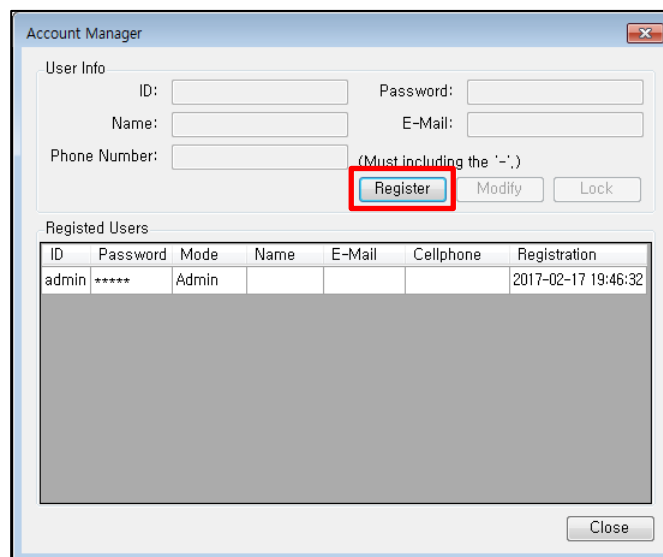 Account Manager
User Info
ID: Password:
Name: E-Mail:
Phone Number: (Must including the '-',)
Register Modify Lock
Registed Users
ID Password Mode Name E-Mail Cellphone Registration
admin ***** Admin 2017-02-17 19:46:32
Close